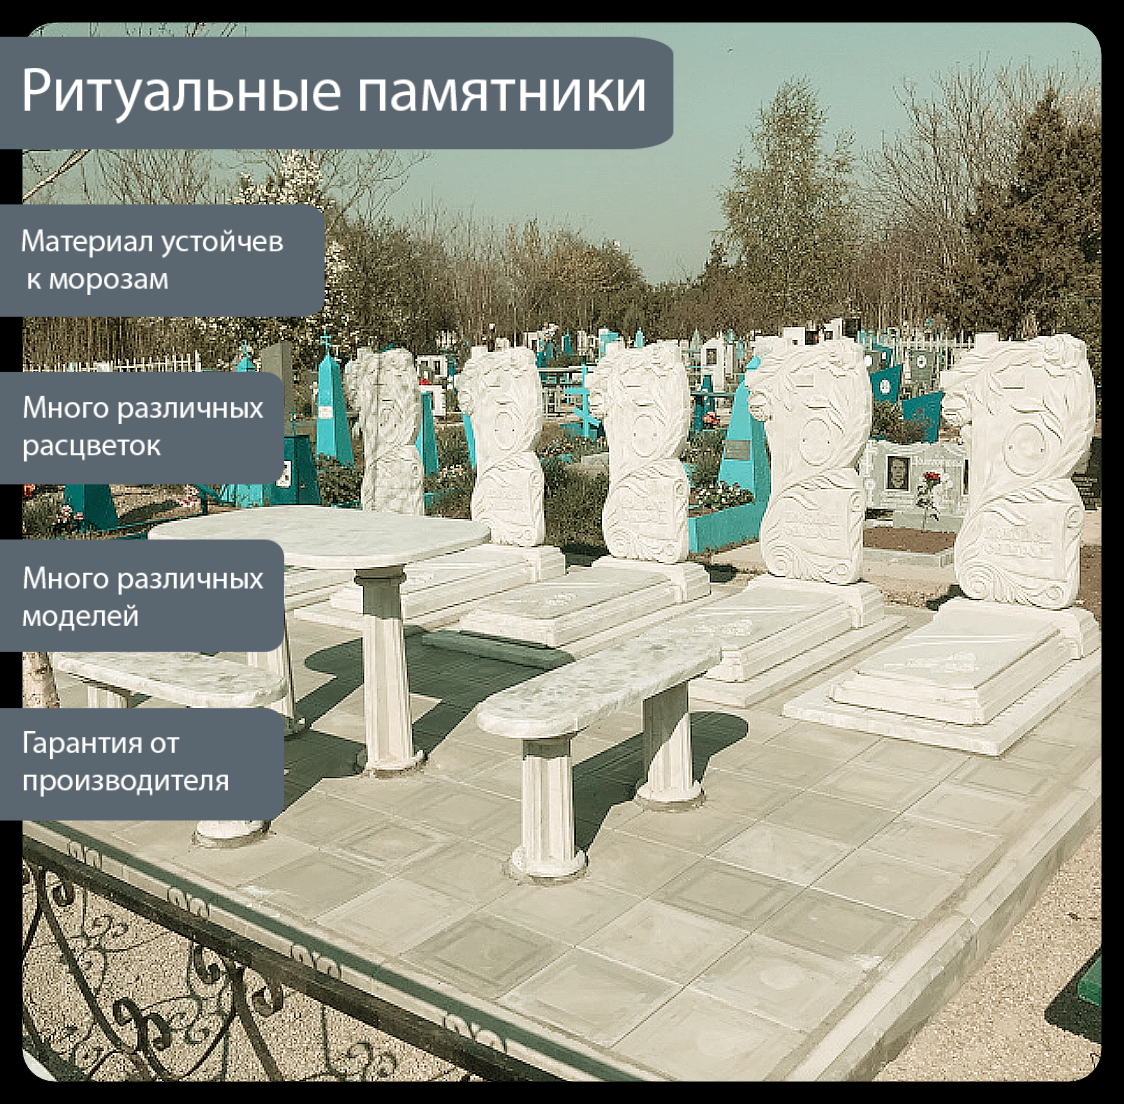 Ритуальные памятники
Материал устойчев
к морозам
Много различных
расцветок
Много различных
моделей
Гарантия от
производителя